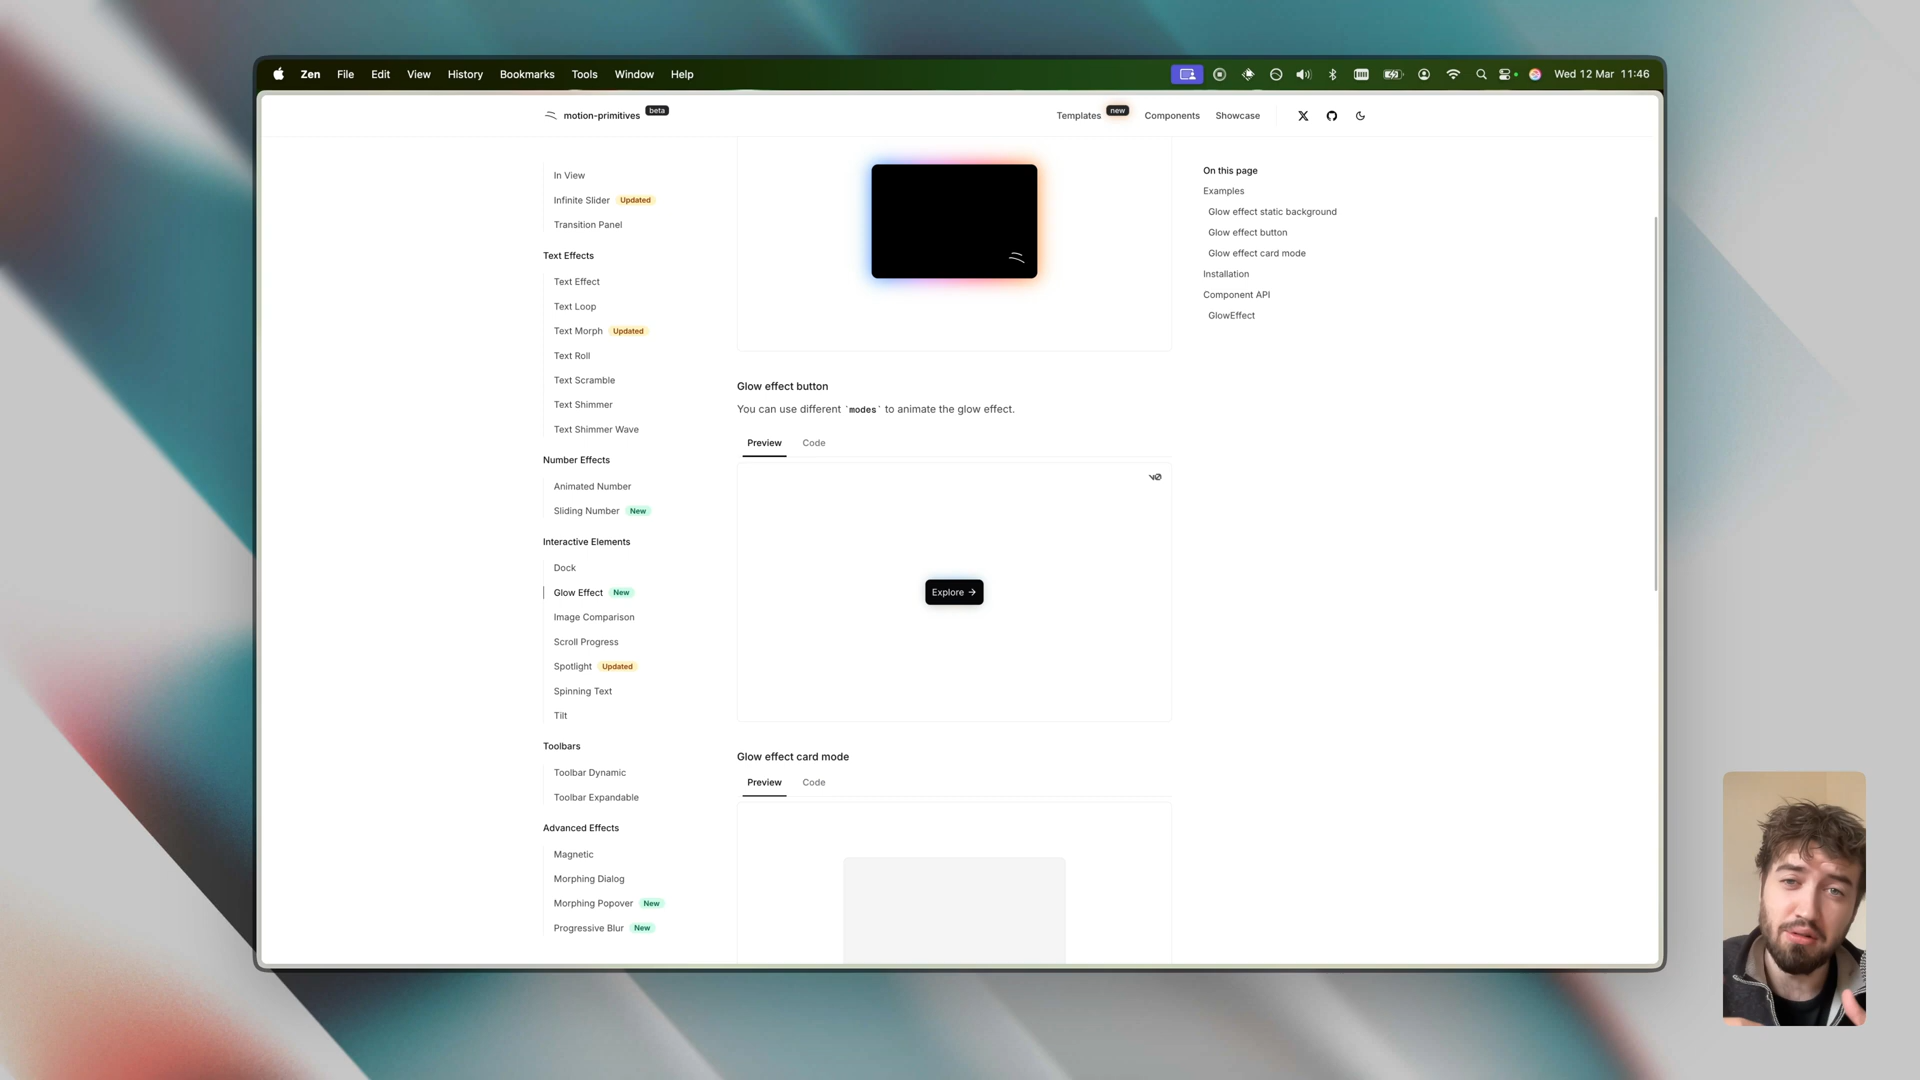 Zen File Edit View History Bookmarks Tools Window Help
Wed 12 Mar 11:46
motion-primitives beta
Templates new Components Showcase
In View
Infinite Slider Updated
Transition Panel
Text Effects
Text Effect
Text Loop
Text Morph Updated
Text Roll
Text Scramble
Text Shimmer
Text Shimmer Wave
Number Effects
Animated Number
Sliding Number New
Interactive Elements
Dock
Glow Effect New
Image Comparison
Scroll Progress
Spotlight Updated
Spinning Text
Tilt
Toolbars
Toolbar Dynamic
Toolbar Expandable
Advanced Effects
Magnetic
Morphing Dialog
Morphing Popover New
Progressive Blur New
Glow effect button
You can use different `modes` to animate the glow effect.
Preview Code
v0
Explore →
Glow effect card mode
Preview Code
On this page
Examples
Glow effect static background
Glow effect button
Glow effect card mode
Installation
Component API
GlowEffect